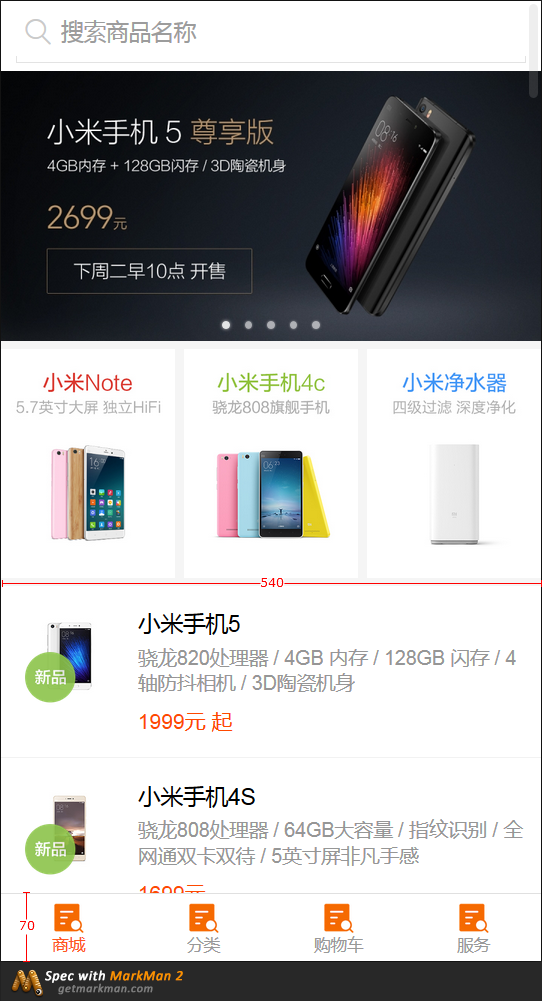 搜索商品名称
小米手机 5 尊享版
4GB内存 + 128GB闪存 / 3D陶瓷机身
2699元
下周二早10点 开售
小米Note
5.7英寸大屏 独立HiFi
小米手机4c
骁龙808旗舰手机
小米净水器
四级过滤 深度净化
540
小米手机5
骁龙820处理器 / 4GB 内存 / 128GB 闪存 / 4
轴防抖相机 / 3D陶瓷机身
新品
1999元 起
小米手机4S
骁龙808处理器 / 64GB大容量 / 指纹识别 / 全
网通双卡双待 / 5英寸屏非凡手感
新品
1699元
70
商城
分类
购物车
服务
Spec with MarkMan 2
getmarkman.com